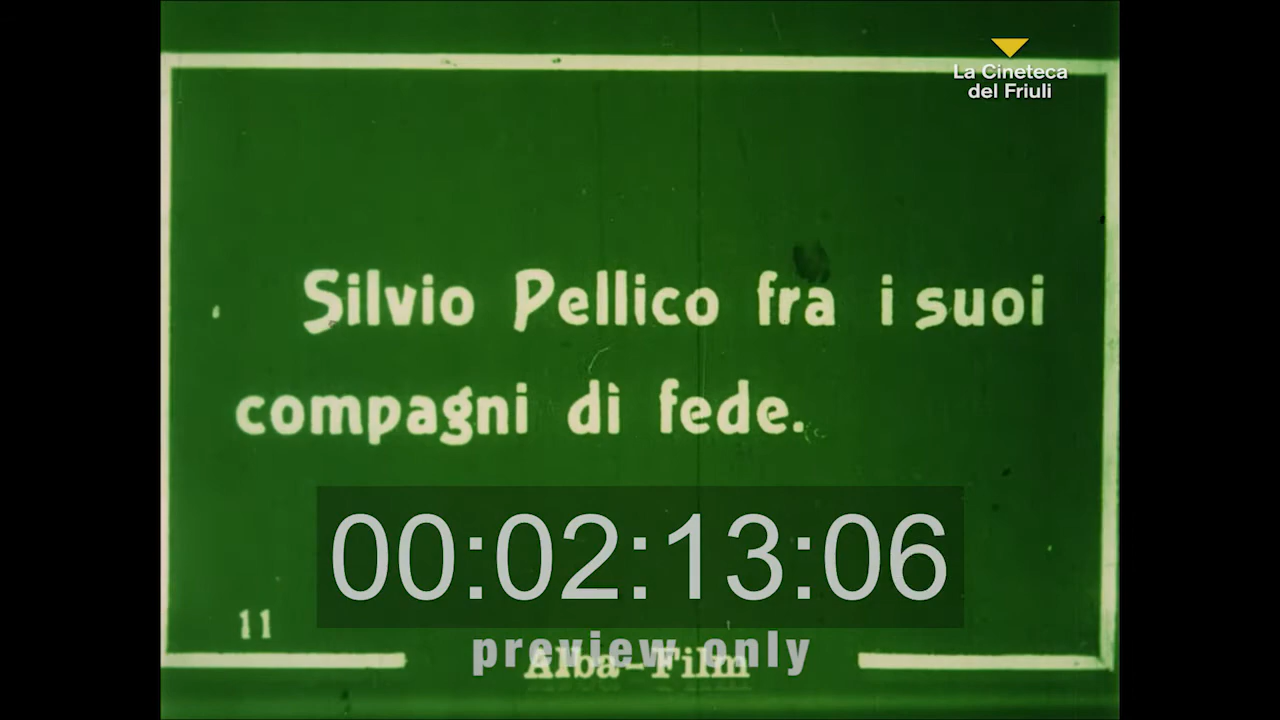 La Cineteca
del Friuli
Silvio Pellico fra i suoi
compagni di fede.
00:02:13:06
11
preview only
Alba-Film